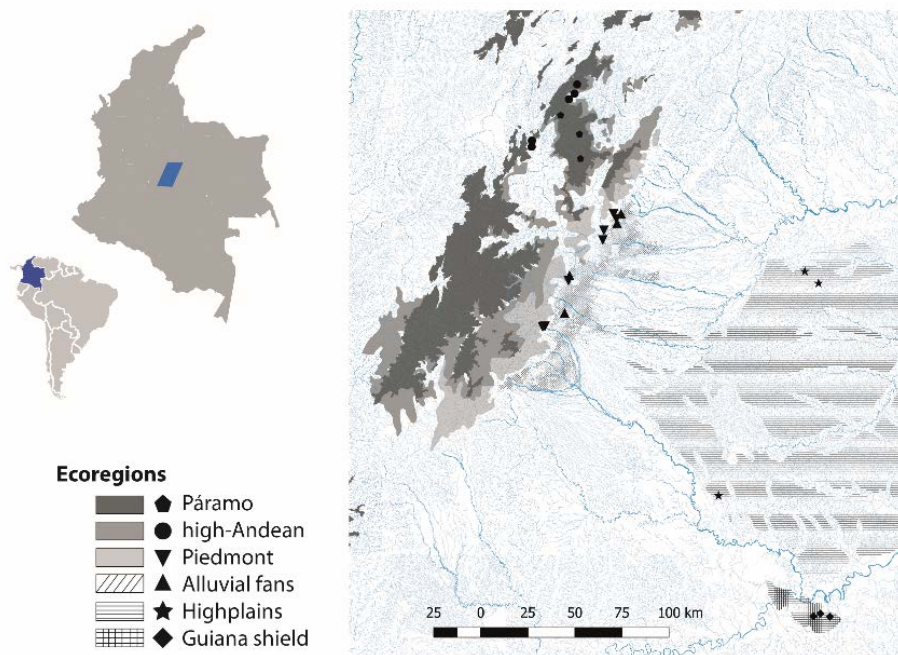 Ecoregions
Páramo
high-Andean
Piedmont
Alluvial fans
Highplains
Guiana shield
25 0 25 50 75 100 km